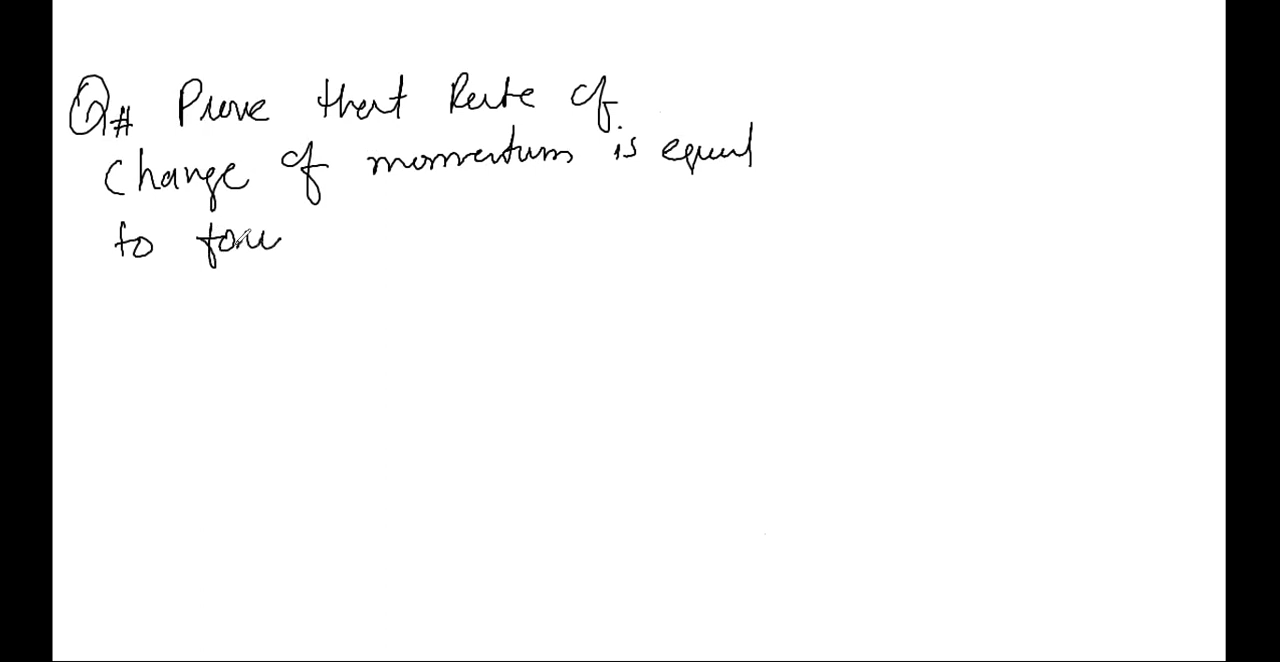 Q# Prove that Rate of
change of momentum is equal
to force